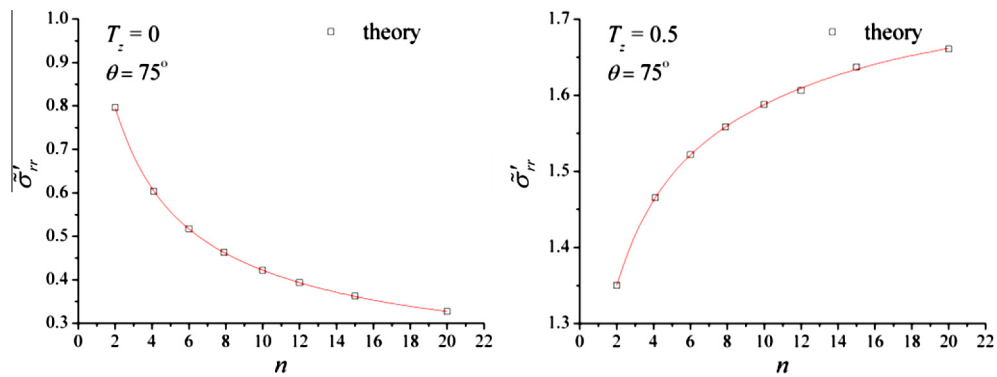 T_z = 0
θ = 75°
theory
σ̃'_rr
1.0
0.9
0.8
0.7
0.6
0.5
0.4
0.3
0 2 4 6 8 10 12 14 16 18 20 22
n
T_z = 0.5
θ = 75°
theory
σ̃'_rr
1.7
1.6
1.5
1.4
1.3
0 2 4 6 8 10 12 14 16 18 20 22
n